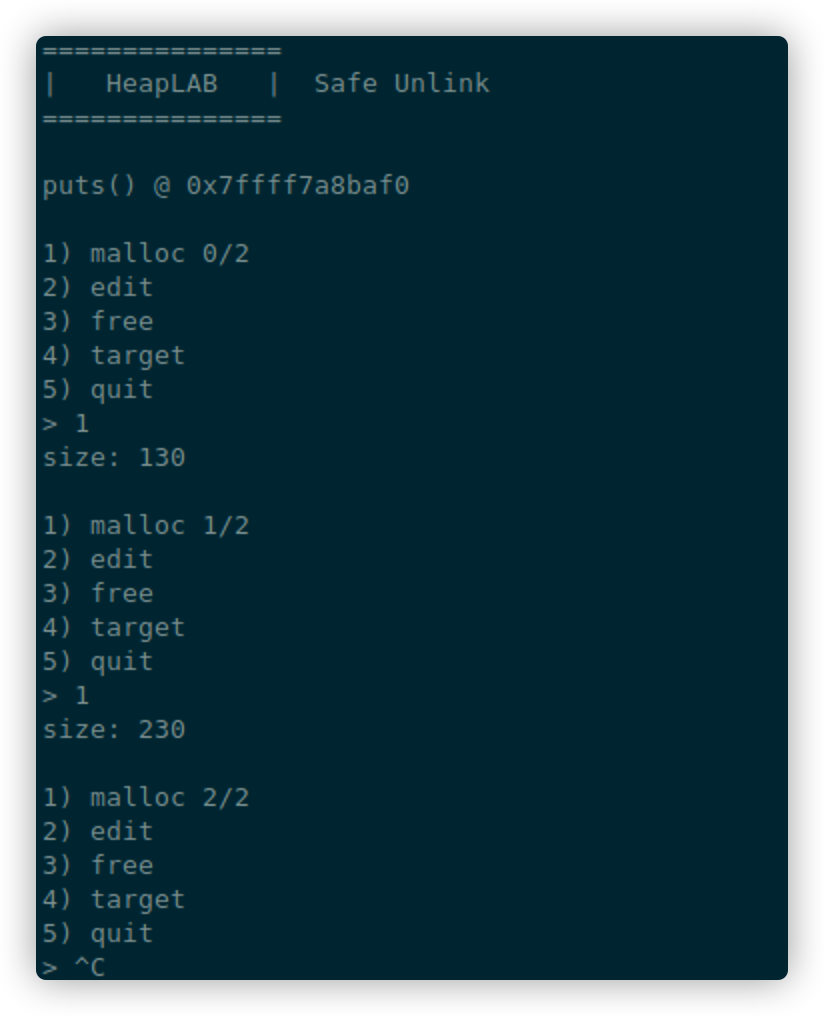 ===============
|   HeapLAB   |  Safe Unlink
===============
puts() @ 0x7ffff7a8baf0
1) malloc 0/2
2) edit
3) free
4) target
5) quit
> 1
size: 130
1) malloc 1/2
2) edit
3) free
4) target
5) quit
> 1
size: 230
1) malloc 2/2
2) edit
3) free
4) target
5) quit
> ^C